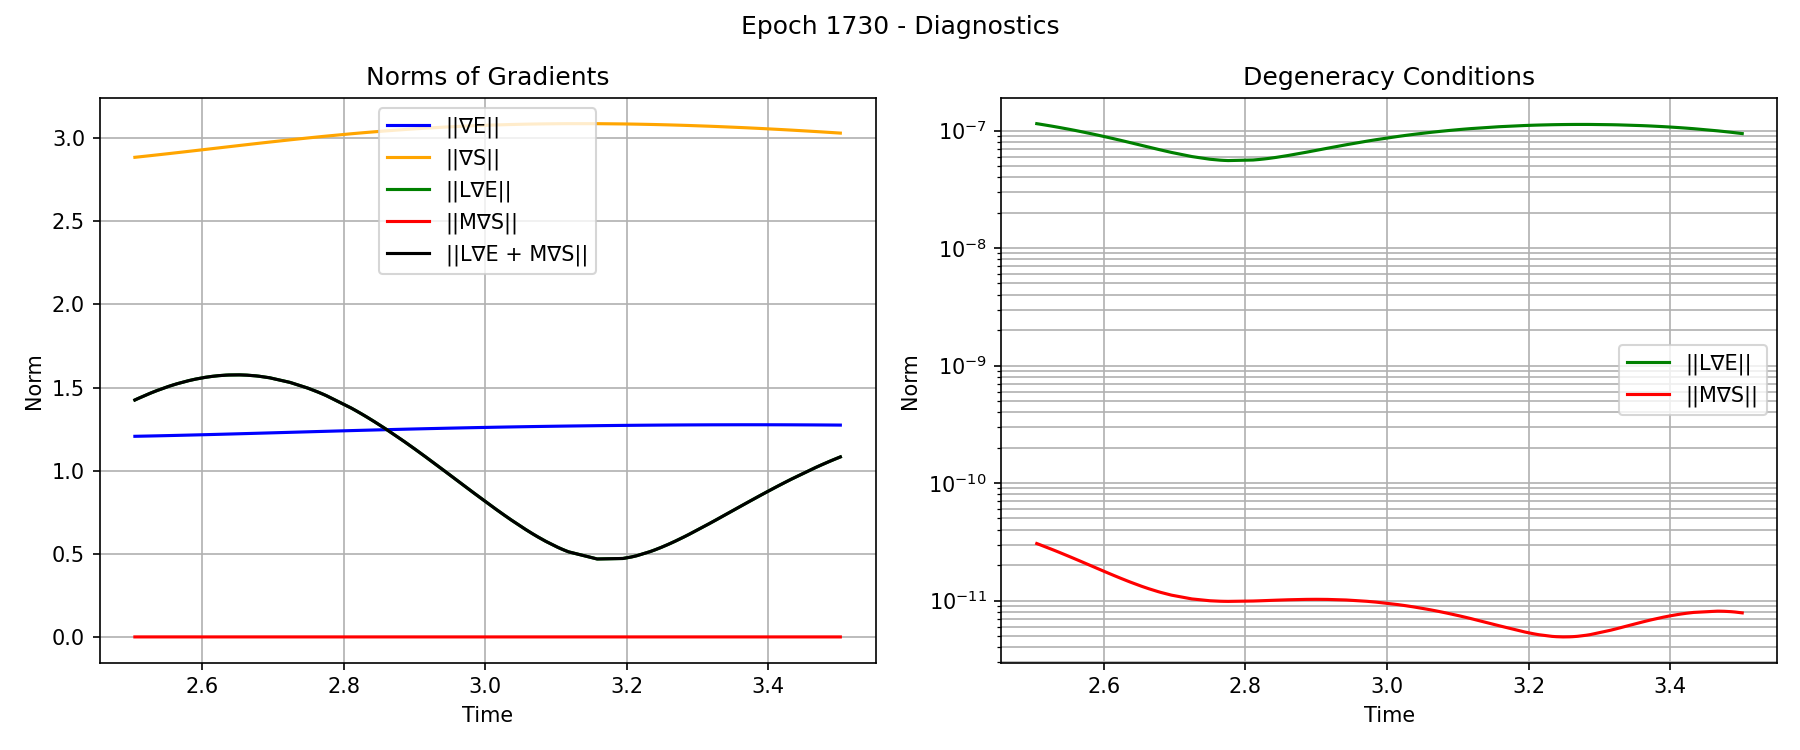 Epoch 1730 - Diagnostics
Norms of Gradients
||∇E||
||∇S||
||L∇E||
||M∇S||
||L∇E + M∇S||
3.0
2.5
2.0
1.5
1.0
0.5
0.0
Norm
2.6 2.8 3.0 3.2 3.4
Time
Degeneracy Conditions
10⁻⁷
10⁻⁸
10⁻⁹
10⁻¹⁰
10⁻¹¹
Norm
||L∇E||
||M∇S||
2.6 2.8 3.0 3.2 3.4
Time